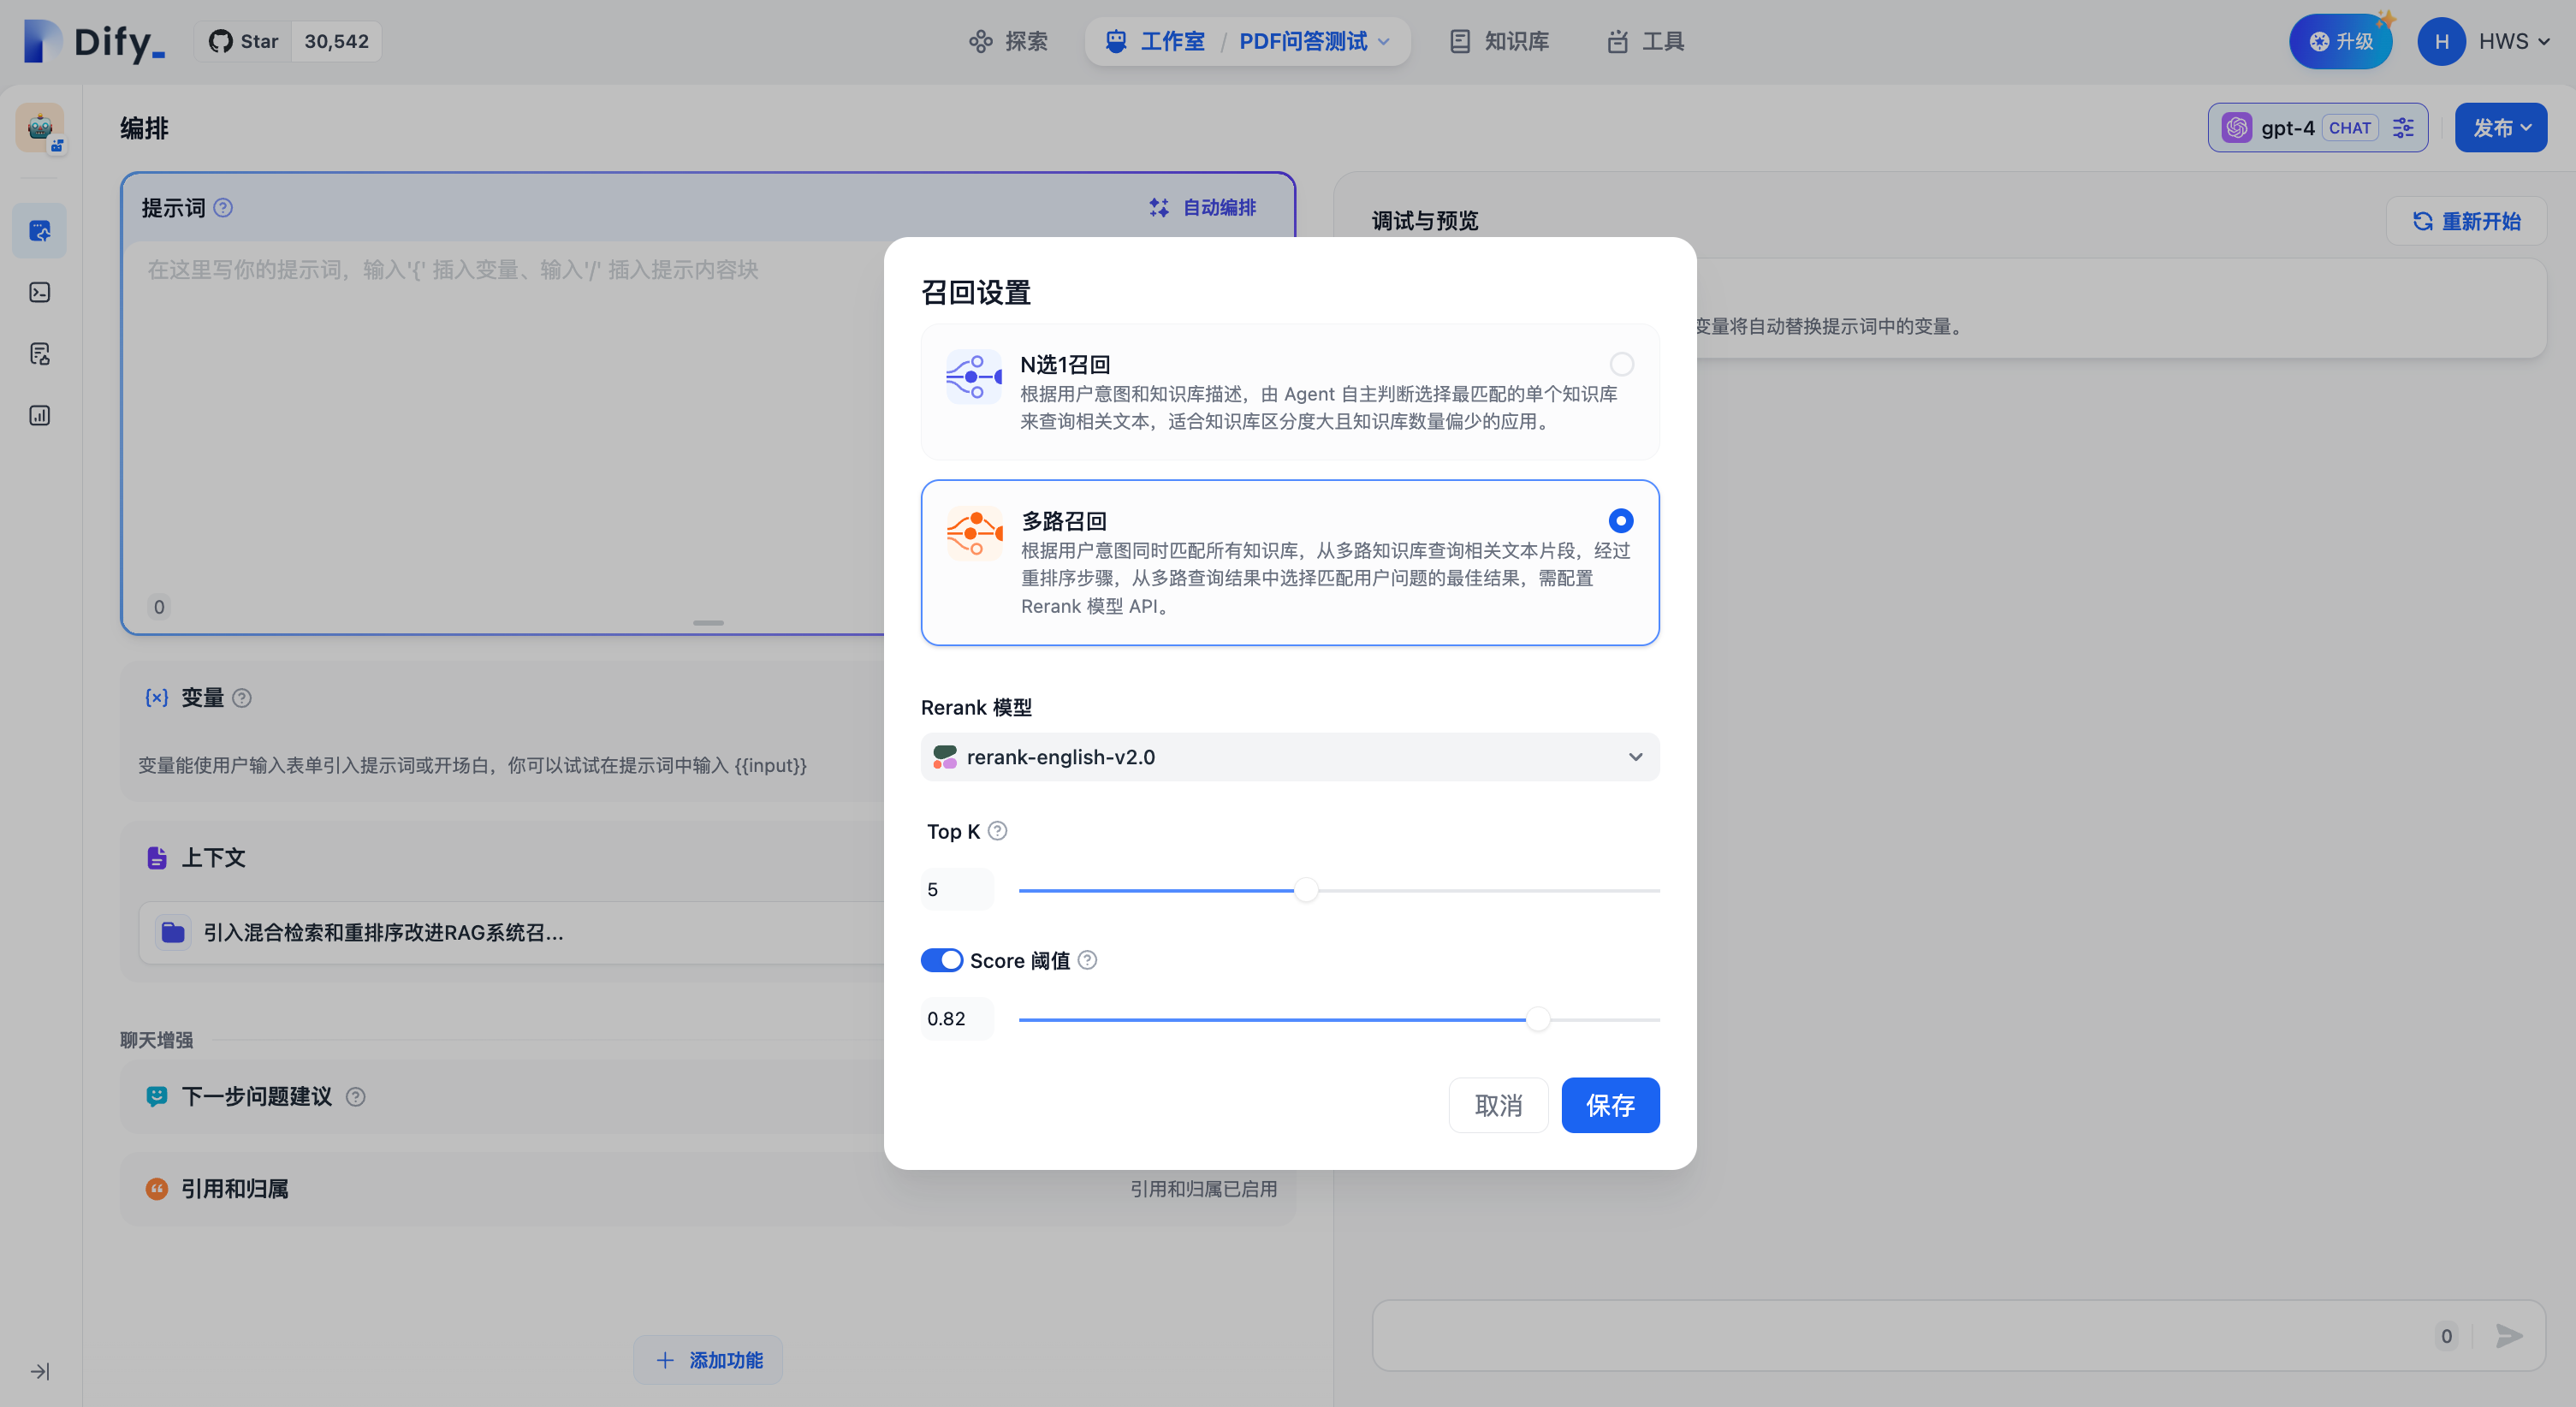 Dify_
Star 30,542
探索
工作室 / PDF问答测试
知识库
工具
升级
H HWS
编排
gpt-4 CHAT
发布
提示词
自动编排
在这里写你的提示词，输入'{' 插入变量、输入'/' 插入提示内容块
0
调试与预览
重新开始
变量将自动替换提示词中的变量。
召回设置
N选1召回
根据用户意图和知识库描述，由 Agent 自主判断选择最匹配的单个知识库
来查询相关文本，适合知识库区分度大且知识库数量偏少的应用。
多路召回
根据用户意图同时匹配所有知识库，从多路知识库查询相关文本片段，经过
重排序步骤，从多路查询结果中选择匹配用户问题的最佳结果，需配置
Rerank 模型 API。
Rerank 模型
rerank-english-v2.0
Top K
5
Score 阈值
0.82
取消
保存
{x} 变量
变量能使用户输入表单引入提示词或开场白，你可以试试在提示词中输入 {{input}}
上下文
引入混合检索和重排序改进RAG系统召...
聊天增强
下一步问题建议
引用和归属
引用和归属已启用
添加功能
0